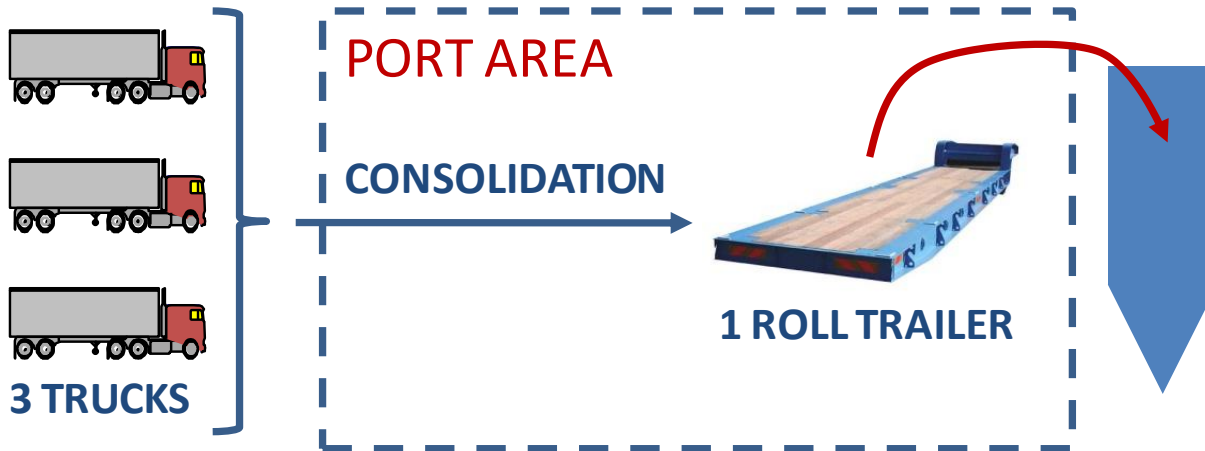 PORT AREA
CONSOLIDATION
1 ROLL TRAILER
3 TRUCKS